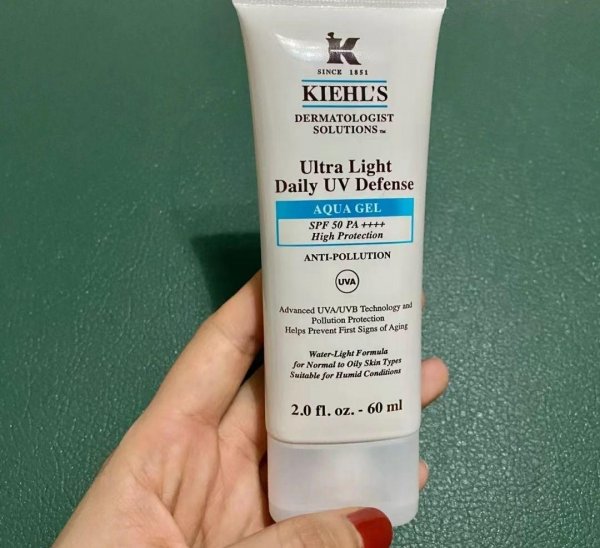 K
SINCE 1851
KIEHL'S
DERMATOLOGIST
SOLUTIONS™
Ultra Light
Daily UV Defense
AQUA GEL
SPF 50 PA ++++
High Protection
ANTI-POLLUTION
UVA
Advanced UVA/UVB Technology and
Pollution Protection
Helps Prevent First Signs of Aging
Water-Light Formula
for Normal to Oily Skin Types
Suitable for Humid Conditions
2.0 fl. oz. - 60 ml